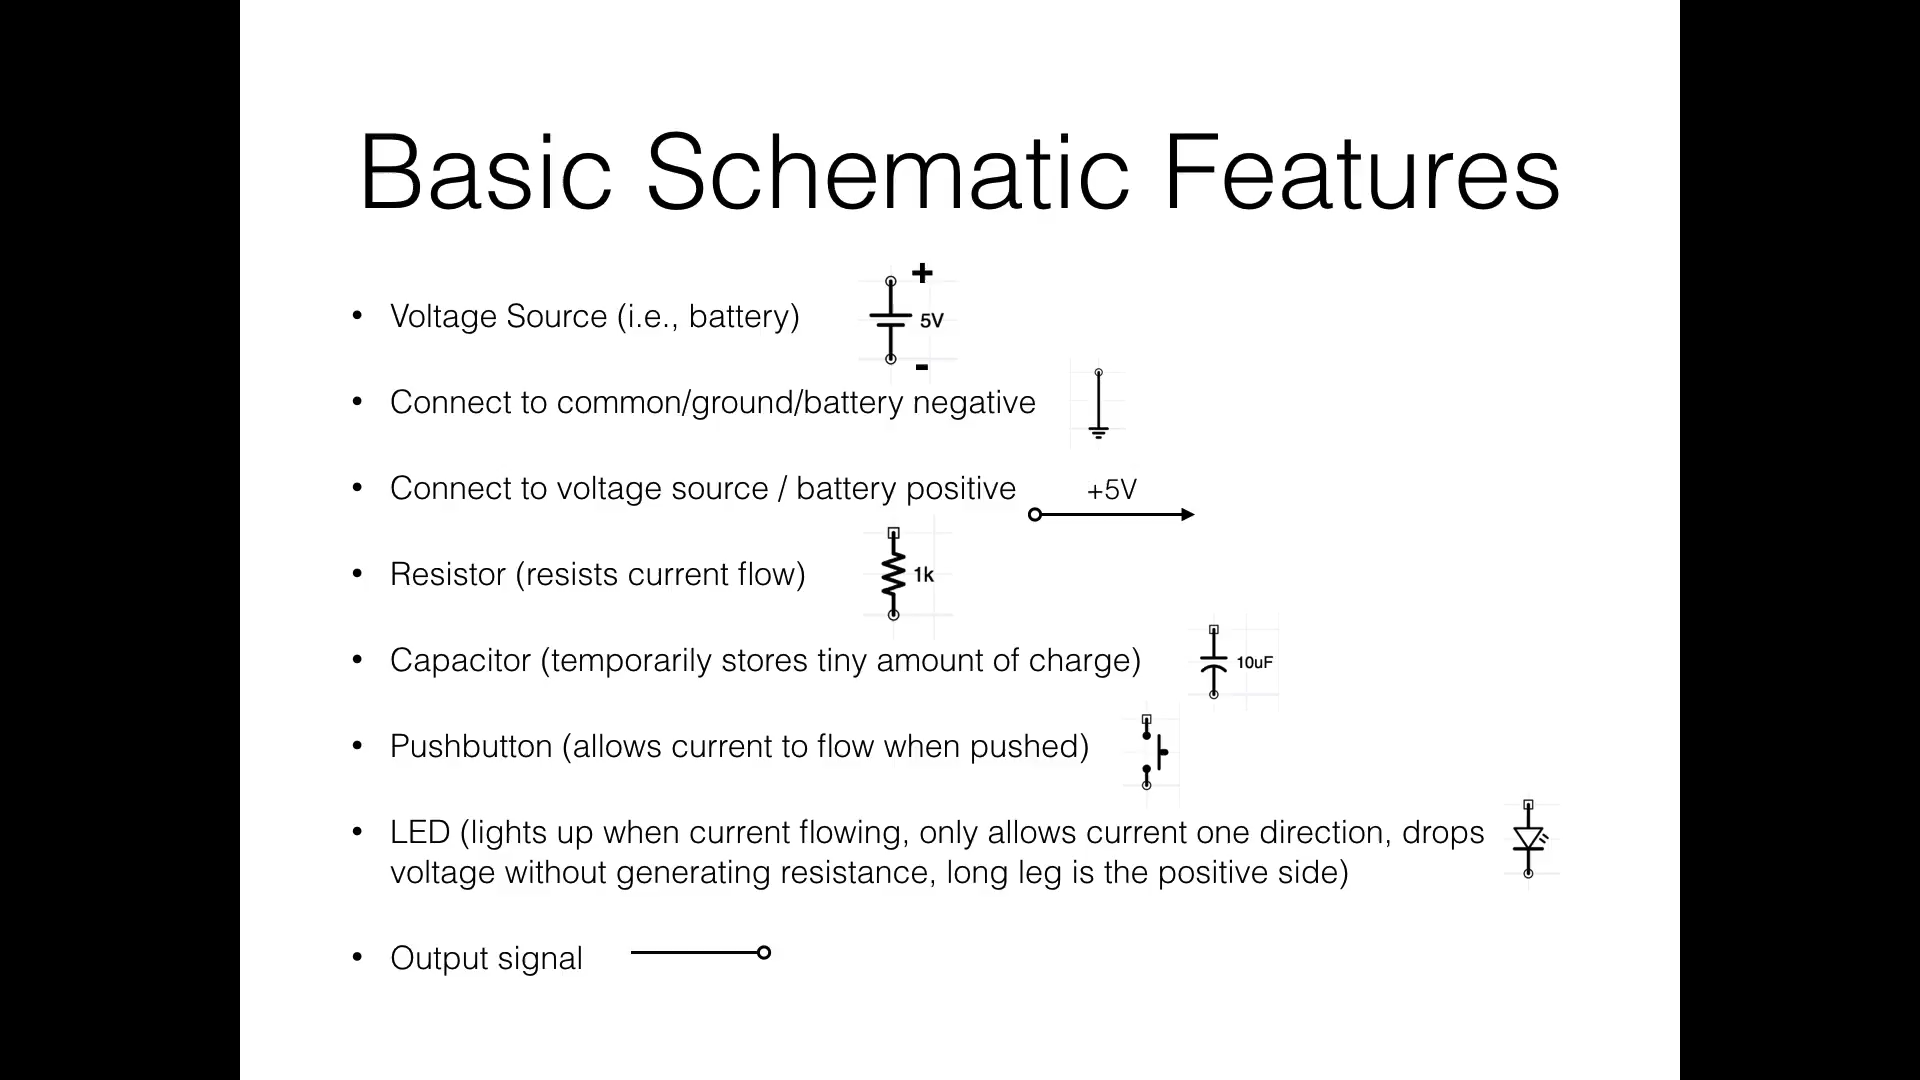 Basic Schematic Features
• Voltage Source (i.e., battery)
+
5V
-
• Connect to common/ground/battery negative
• Connect to voltage source / battery positive
+5V
• Resistor (resists current flow)
1k
• Capacitor (temporarily stores tiny amount of charge)
10uF
• Pushbutton (allows current to flow when pushed)
• LED (lights up when current flowing, only allows current one direction, drops
voltage without generating resistance, long leg is the positive side)
• Output signal